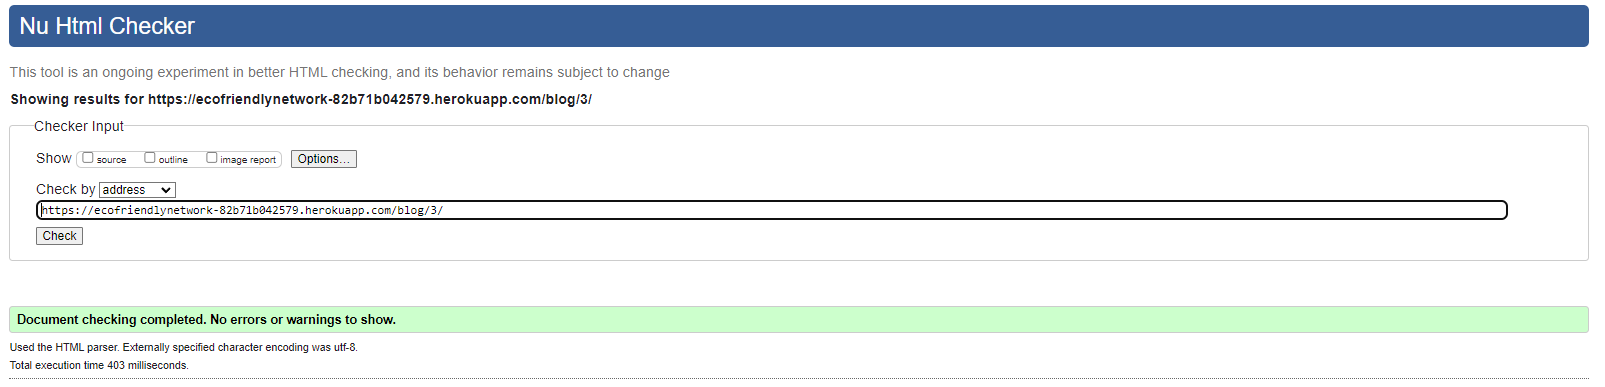 Nu Html Checker
This tool is an ongoing experiment in better HTML checking, and its behavior remains subject to change
Showing results for https://ecofriendlynetwork-82b71b042579.herokuapp.com/blog/3/
Checker Input
Show source outline image report Options...
Check by address
https://ecofriendlynetwork-82b71b042579.herokuapp.com/blog/3/
Check
Document checking completed. No errors or warnings to show.
Used the HTML parser. Externally specified character encoding was utf-8.
Total execution time 403 milliseconds.